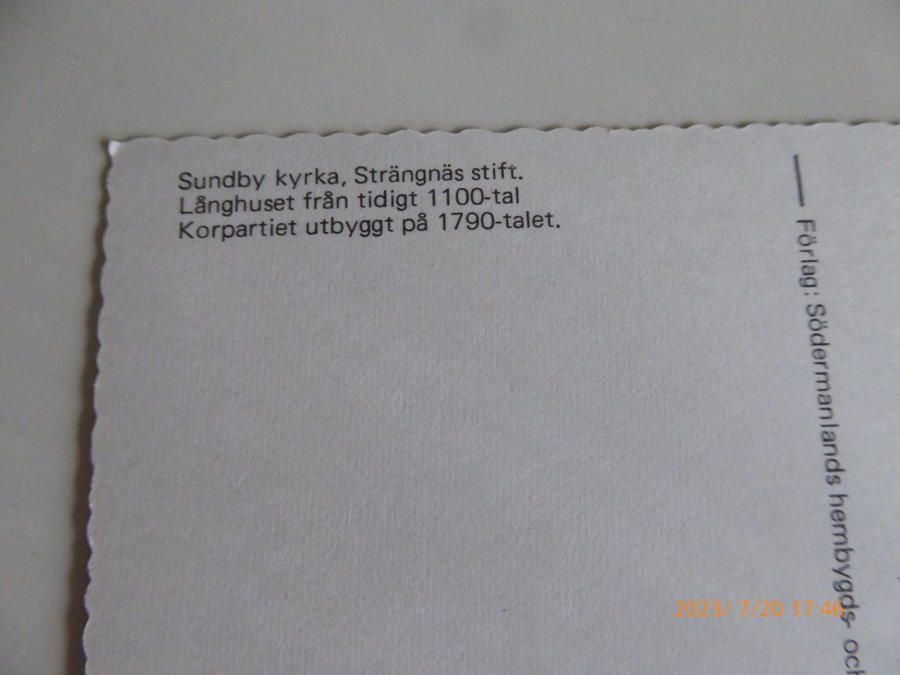 Sundby kyrka, Strängnäs stift.
Långhuset från tidigt 1100-tal
Korpartiet utbyggt på 1790-talet.
Förlag: Södermanlands hembygds- och
2023/ 7/20 17:46